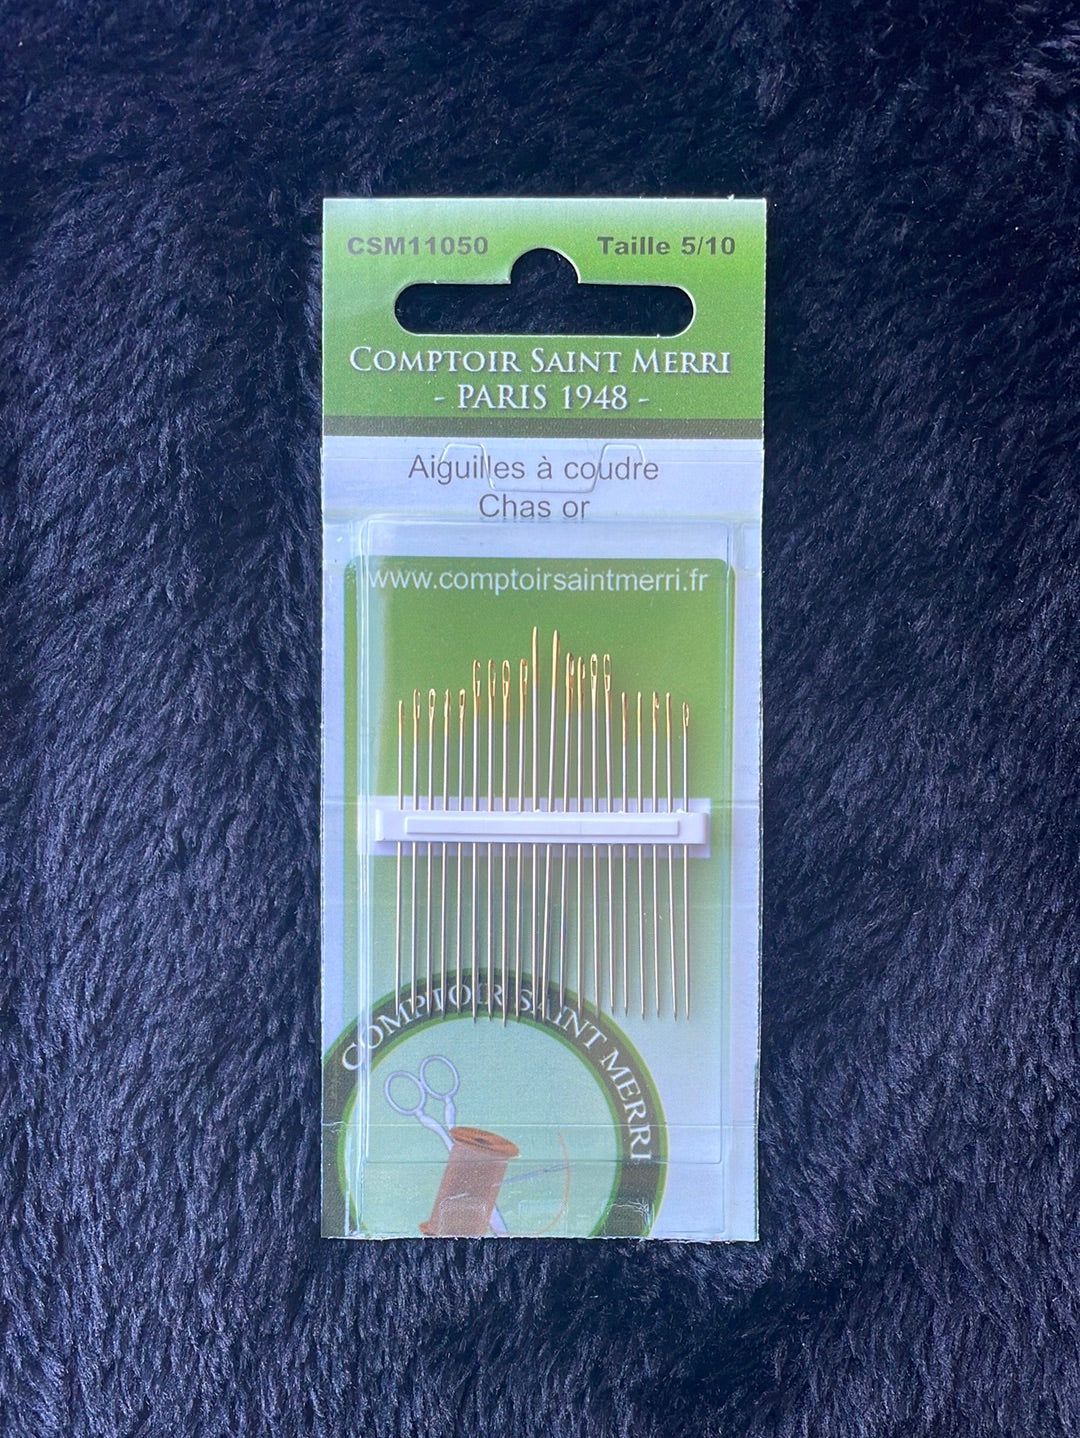 CSM11050 Taille 5/10
COMPTOIR SAINT MERRI
- PARIS 1948 -
Aiguilles à coudre
Chas or
www.comptoirsaintmerri.fr
COMPTOIR SAINT MERRI